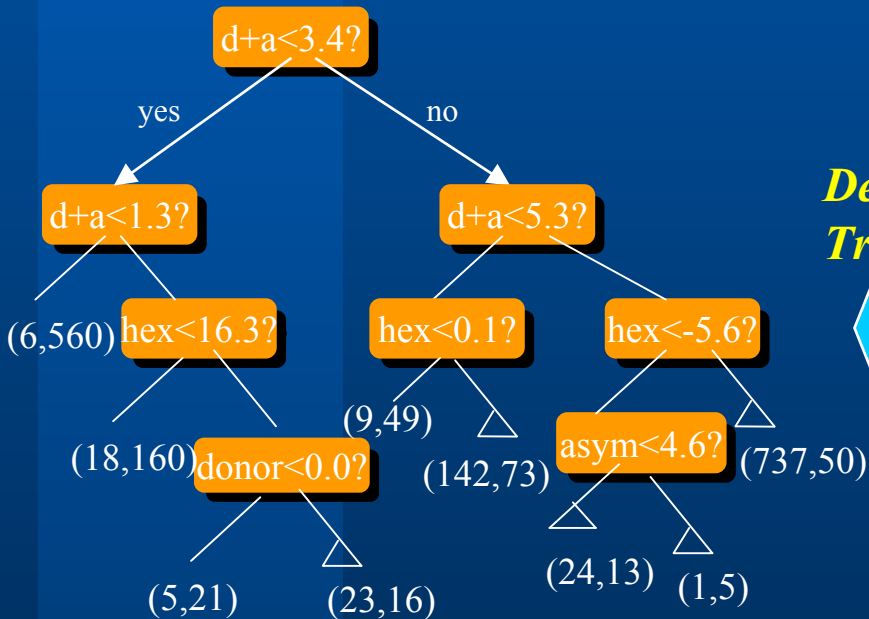 d+a<3.4?
yes
no
d+a<1.3?
d+a<5.3?
De
Tr
(6,560)
hex<16.3?
hex<0.1?
hex<-5.6?
(9,49)
(18,160)
donor<0.0?
(142,73)
asym<4.6?
(737,50)
(5,21)
(23,16)
(24,13)
(1,5)